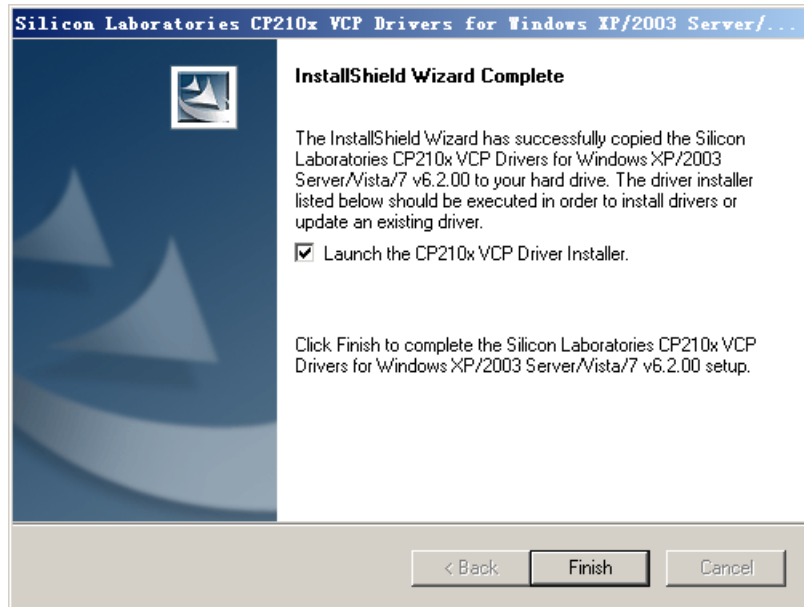 Silicon Laboratories CP210x VCP Drivers for Windows XP/2003 Server/...
InstallShield Wizard Complete
The InstallShield Wizard has successfully copied the Silicon
Laboratories CP210x VCP Drivers for Windows XP/2003
Server/Vista/7 v6.2.00 to your hard drive. The driver installer
listed below should be executed in order to install drivers or
update an existing driver.
Launch the CP210x VCP Driver Installer.
Click Finish to complete the Silicon Laboratories CP210x VCP
Drivers for Windows XP/2003 Server/Vista/7 v6.2.00 setup.
< Back
Finish
Cancel